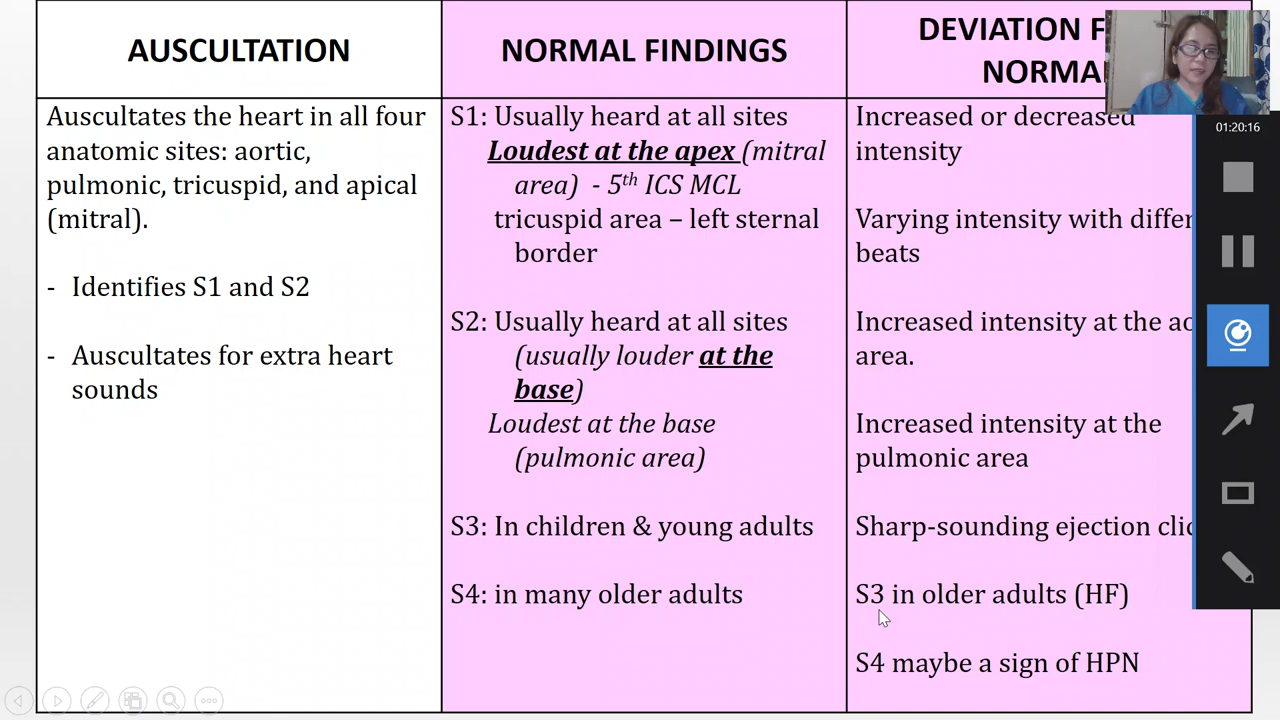 AUSCULTATION
NORMAL FINDINGS
DEVIATION
NORMAL
01:20:16
Auscultates the heart in all four
anatomic sites: aortic,
pulmonic, tricuspid, and apical
(mitral).
- Identifies S1 and S2
- Auscultates for extra heart
sounds
S1: Usually heard at all sites
Loudest at the apex (mitral
area) - 5th ICS MCL
tricuspid area – left sternal
border
S2: Usually heard at all sites
(usually louder at the
base)
Loudest at the base
(pulmonic area)
S3: In children & young adults
S4: in many older adults
Increased or decreased
intensity
Varying intensity with
beats
Increased intensity at the
area.
Increased intensity at the
pulmonic area
Sharp-sounding ejection
S3 in older adults (HF)
S4 maybe a sign of HPN